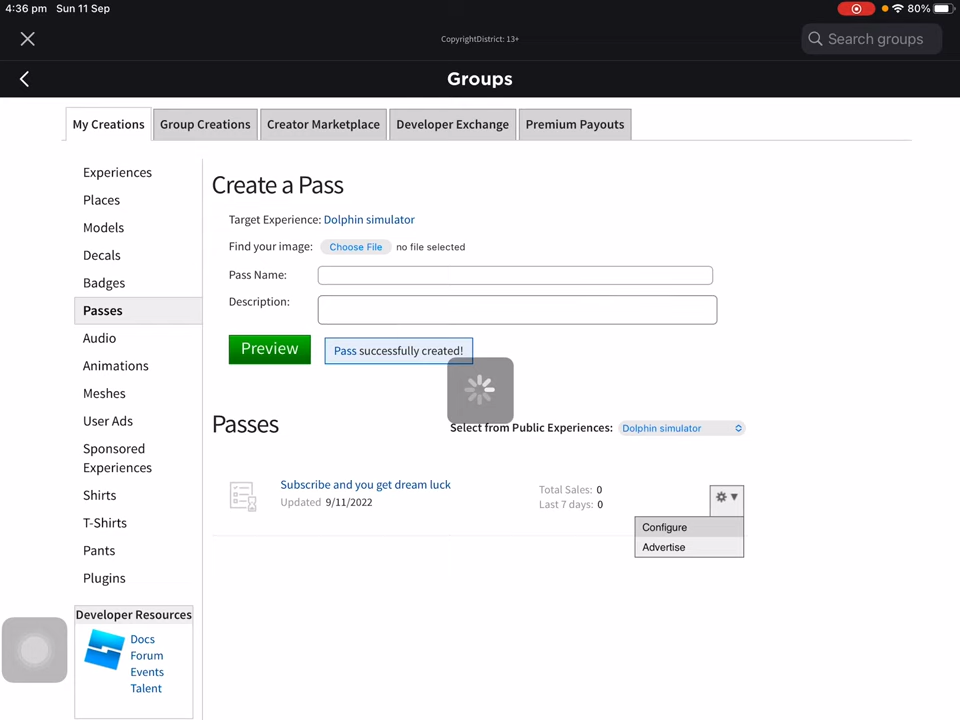 4:36 pm Sun 11 Sep
80%
CopyrightDistrict: 13+
Search groups
Groups
My Creations
Group Creations
Creator Marketplace
Developer Exchange
Premium Payouts
Experiences
Places
Models
Decals
Badges
Passes
Audio
Animations
Meshes
User Ads
Sponsored
Experiences
Shirts
T-Shirts
Pants
Plugins
Developer Resources
Docs
Forum
Events
Talent
Create a Pass
Target Experience: Dolphin simulator
Find your image: Choose File no file selected
Pass Name:
Description:
Preview
Pass successfully created!
Passes
Select from Public Experiences: Dolphin simulator
Subscribe and you get dream luck
Updated 9/11/2022
Total Sales: 0
Last 7 days: 0
Configure
Advertise